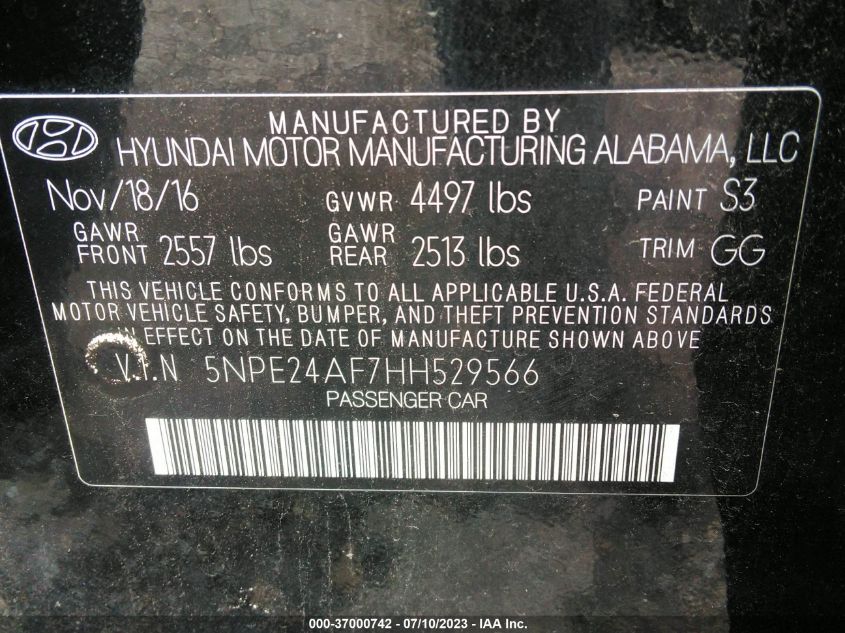 MANUFACTURED BY
HYUNDAI MOTOR MANUFACTURING ALABAMA, LLC
Nov/18/16 GVWR 4497 lbs PAINT S3
GAWR FRONT 2557 lbs GAWR REAR 2513 lbs TRIM GG
THIS VEHICLE CONFORMS TO ALL APPLICABLE U.S.A. FEDERAL
MOTOR VEHICLE SAFETY, BUMPER, AND THEFT PREVENTION STANDARDS
IN EFFECT ON THE DATE OF MANUFACTURE SHOWN ABOVE
V.I.N 5NPE24AF7HH529566
PASSENGER CAR
000-37000742 - 07/10/2023 - IAA Inc.